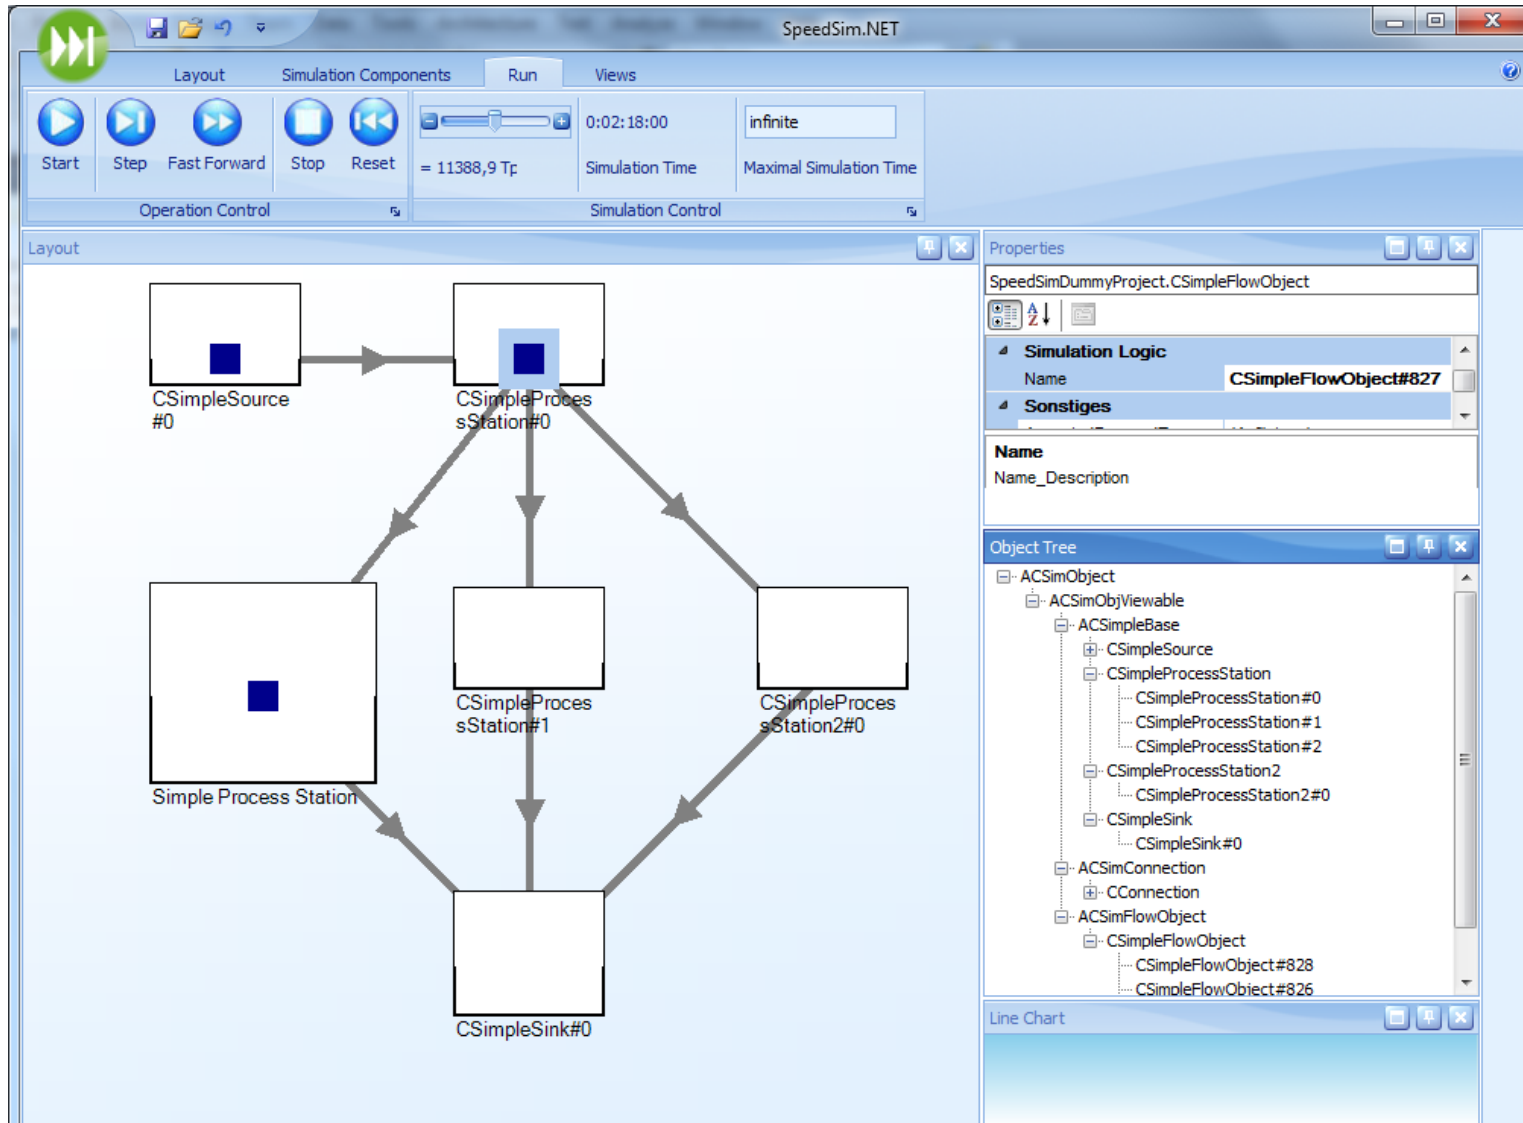 SpeedSim.NET
Layout
Simulation Components
Run
Views
Start
Step
Fast Forward
Stop
Reset
= 11388,9 Tp
0:02:18:00
Simulation Time
infinite
Maximal Simulation Time
Operation Control
Simulation Control
Layout
CSimpleSource
#0
CSimpleProces
sStation#0
Simple Process Station
CSimpleProces
sStation#1
CSimpleProces
sStation2#0
CSimpleSink#0
Properties
SpeedSimDummyProject.CSimpleFlowObject
Simulation Logic
Name CSimpleFlowObject#827
Sonstiges
Name
Name_Description
Object Tree
ACSimObject
ACSimObjViewable
ACSimpleBase
CSimpleSource
CSimpleProcessStation
CSimpleProcessStation#0
CSimpleProcessStation#1
CSimpleProcessStation#2
CSimpleProcessStation2
CSimpleProcessStation2#0
CSimpleSink
CSimpleSink#0
ACSimConnection
CConnection
ACSimFlowObject
CSimpleFlowObject
CSimpleFlowObject#828
CSimpleFlowObject#826
Line Chart